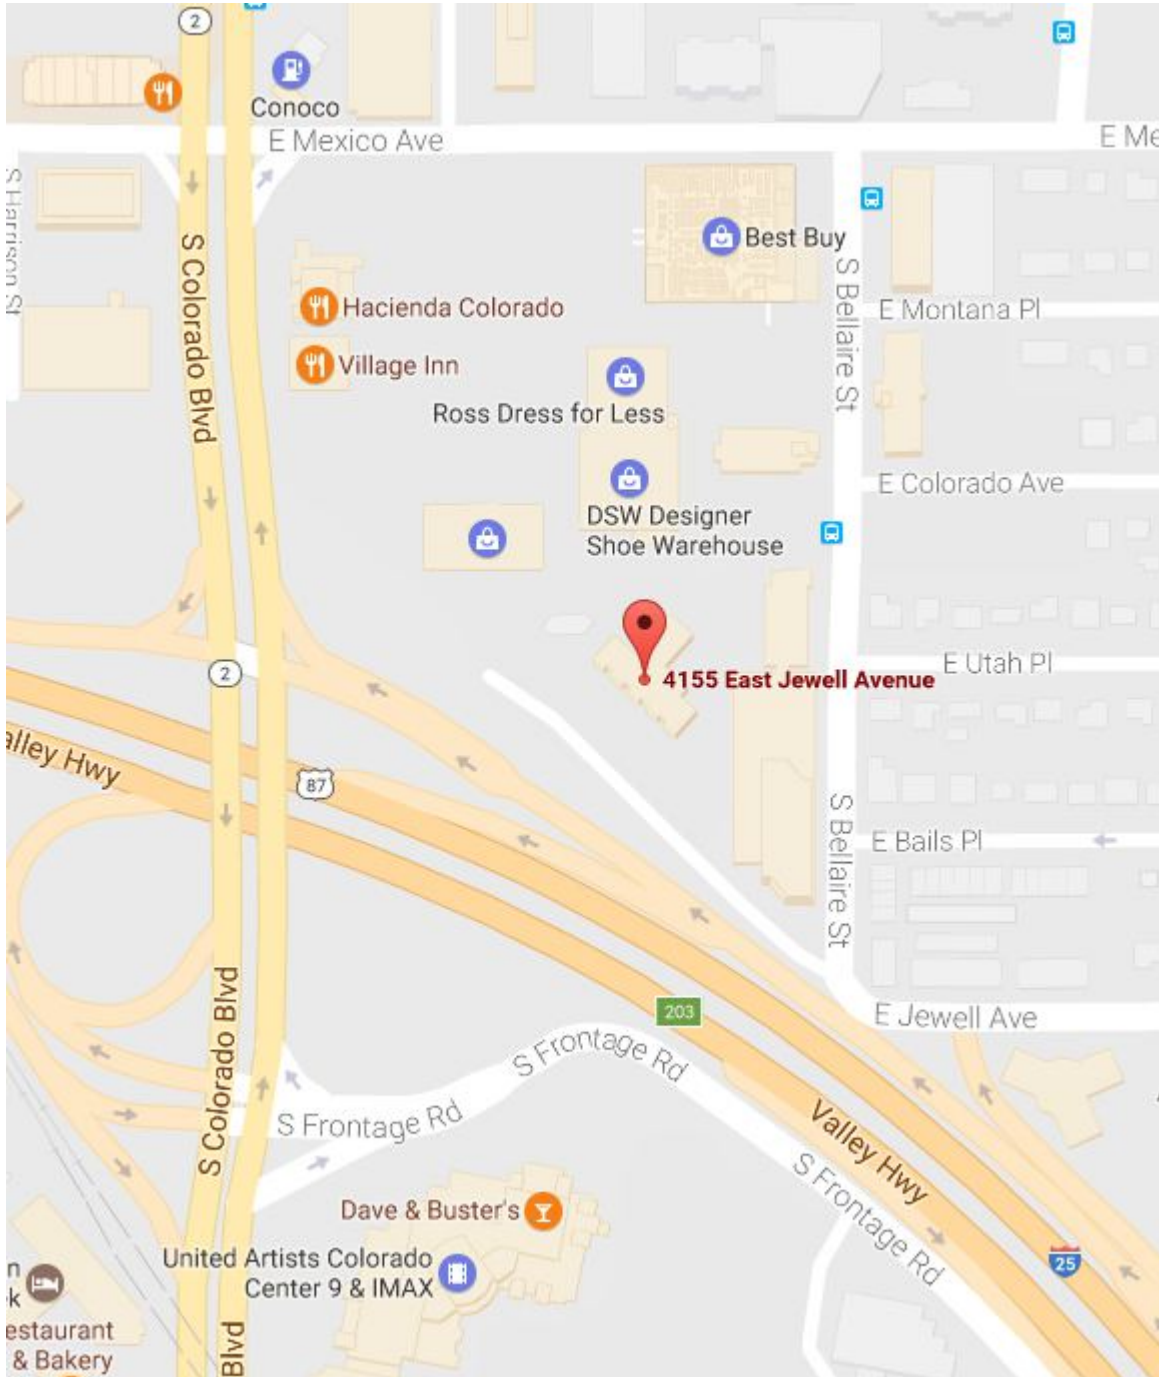 2
Conoco
E Mexico Ave
E Me
S Harrison St
S Colorado Blvd
Best Buy
S Bellaire St
Hacienda Colorado
E Montana Pl
Village Inn
Ross Dress for Less
E Colorado Ave
DSW Designer
Shoe Warehouse
E Utah Pl
2
4155 East Jewell Avenue
alley Hwy
87
S Bellaire St
E Bails Pl
203
E Jewell Ave
S Colorado Blvd
S Frontage Rd
S Frontage Rd
Valley Hwy
S Frontage Rd
Dave & Buster's
United Artists Colorado
Center 9 & IMAX
25
n
k
estaurant
& Bakery
Blvd